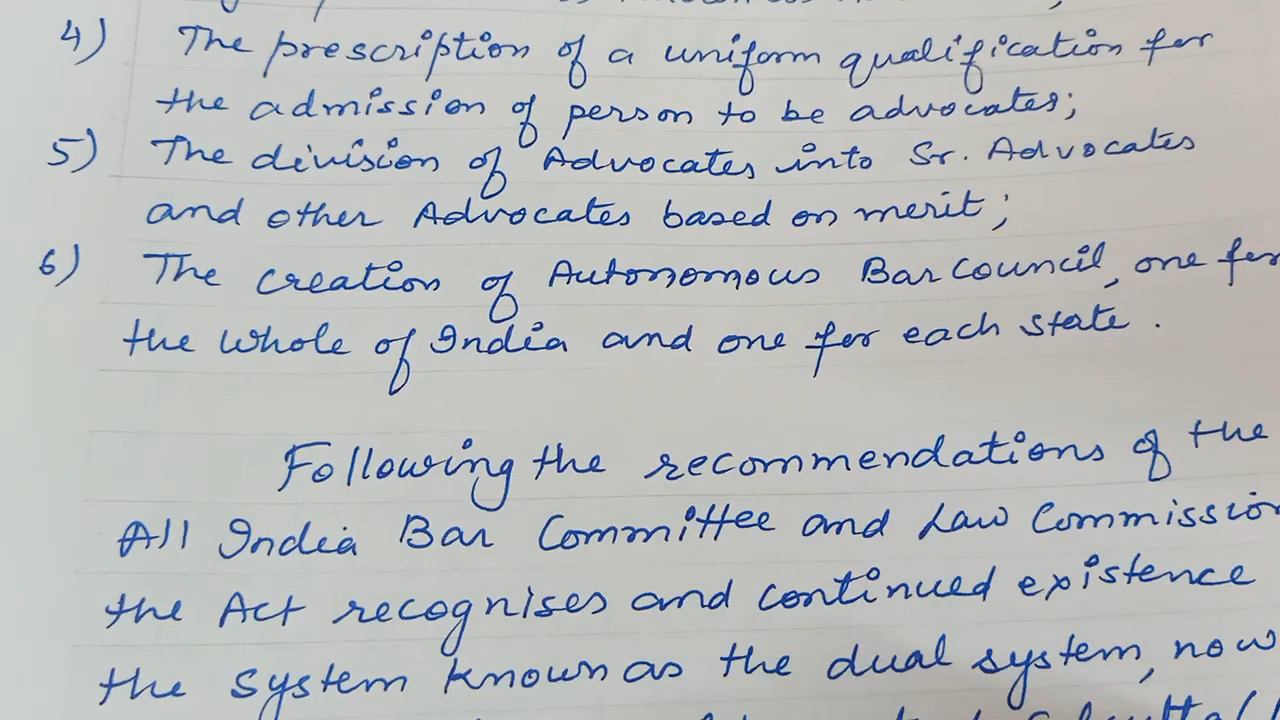 4) The prescription of a uniform qualification for
the admission of person to be advocates;
5) The division of Advocates into Sr. Advocates
and other Advocates based on merit;
6) The creation of Autonomous Bar Council, one for
the whole of India and one for each state.
Following the recommendations of the
All India Bar Committee and Law Commission
the Act recognises and continued existence
the system known as the dual system, now